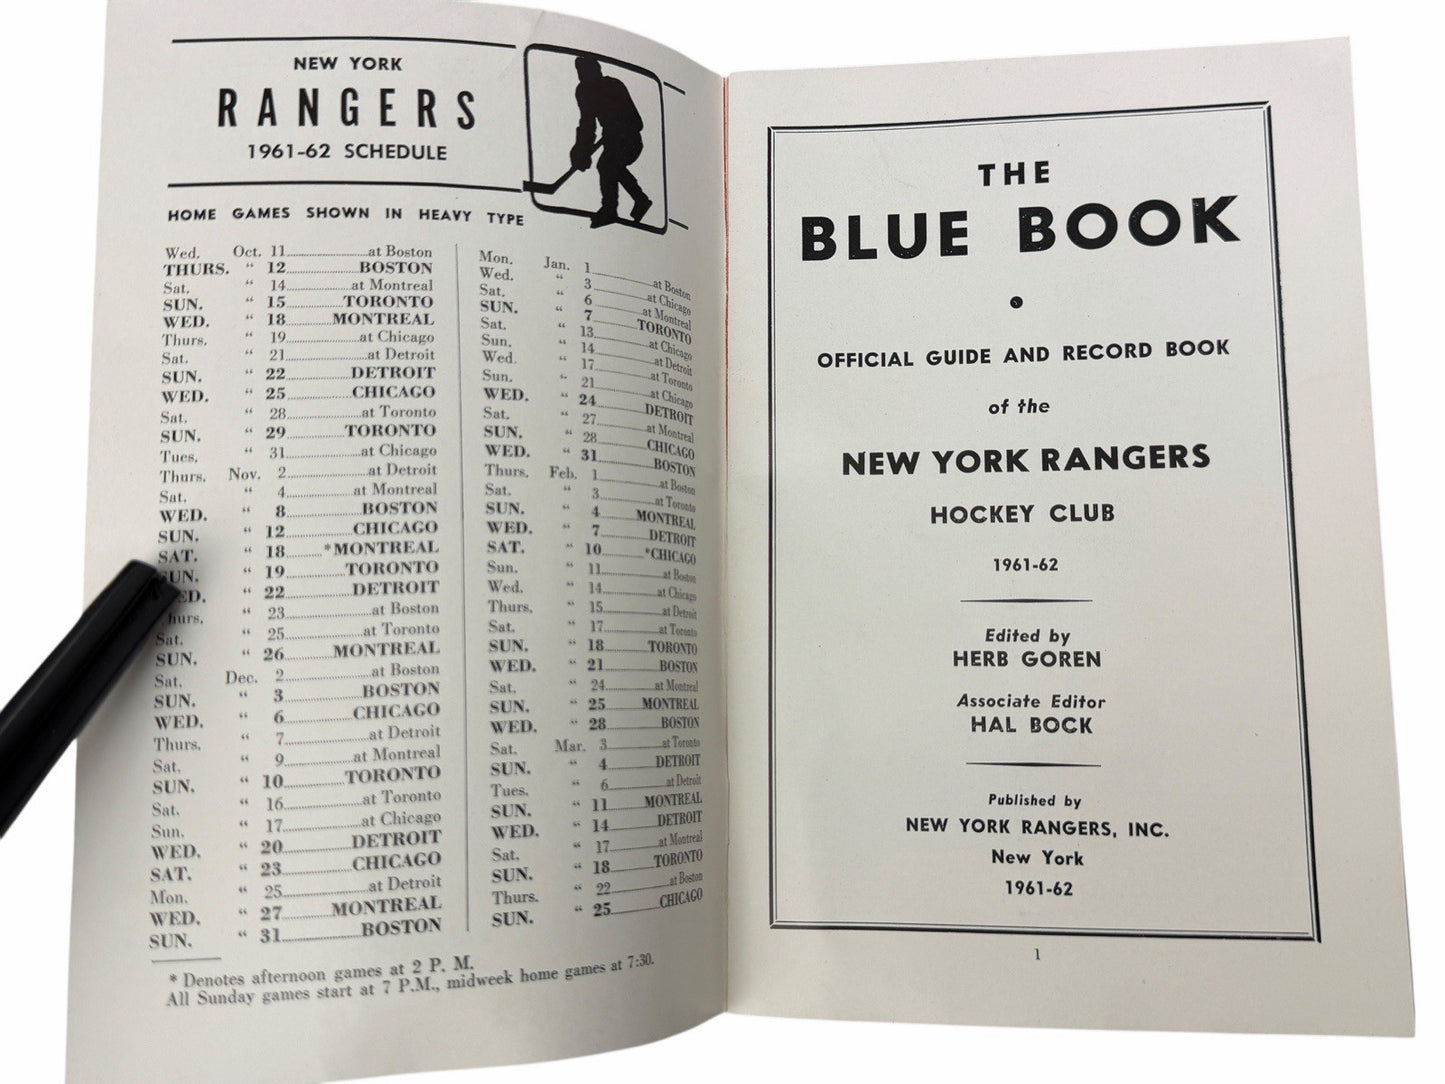 NEW YORK
RANGERS
1961-62 SCHEDULE
HOME GAMES SHOWN IN HEAVY TYPE
Wed. Oct. 11 at Boston
THURS. “ 12 BOSTON
Sat. “ 14 at Montreal
SUN. “ 15 TORONTO
WED. “ 18 MONTREAL
Thurs. “ 19 at Chicago
Sat. “ 21 at Detroit
SUN. “ 22 DETROIT
WED. “ 25 CHICAGO
Sat. “ 28 at Toronto
SUN. “ 29 TORONTO
Tues. “ 31 at Chicago
Thurs. Nov. 2 at Detroit
Sat. “ 4 at Montreal
WED. “ 8 BOSTON
SUN. “ 12 CHICAGO
SAT. “ 18 *MONTREAL
SUN. “ 19 TORONTO
WED. “ 22 DETROIT
Thurs. “ 23 at Boston
Sat. “ 25 at Toronto
SUN. “ 26 MONTREAL
Sat. Dec. 2 at Boston
SUN. “ 3 BOSTON
WED. “ 6 CHICAGO
Thurs. “ 7 at Detroit
Sat. “ 9 at Montreal
SUN. “ 10 TORONTO
Sat. “ 16 at Toronto
Sun. “ 17 at Chicago
WED. “ 20 DETROIT
SAT. “ 23 CHICAGO
Mon. “ 25 at Detroit
WED. “ 27 MONTREAL
SUN. “ 31 BOSTON
Mon. Jan. 1 at Boston
Wed. “ 3 at Chicago
Sat. “ 6 at Montreal
SUN. “ 7 TORONTO
Sat. “ 13 at Chicago
Sun. “ 14 at Detroit
Wed. “ 17 at Toronto
Sun. “ 21 at Chicago
WED. “ 24 DETROIT
Sat. “ 27 at Montreal
SUN. “ 28 CHICAGO
WED. “ 31 BOSTON
Thurs. Feb. 1 at Boston
Sat. “ 3 at Toronto
SUN. “ 4 MONTREAL
WED. “ 7 DETROIT
SAT. “ 10 *CHICAGO
Sun. “ 11 at Boston
Wed. “ 14 at Chicago
Thurs. “ 15 at Detroit
Sat. “ 17 at Toronto
SUN. “ 18 TORONTO
WED. “ 21 BOSTON
Sat. “ 24 at Montreal
SUN. “ 25 MONTREAL
WED. “ 28 BOSTON
Sat. Mar. 3 at Toronto
SUN. “ 4 DETROIT
Tues. “ 6 at Detroit
SUN. “ 11 MONTREAL
WED. “ 14 DETROIT
Sat. “ 17 at Montreal
SUN. “ 18 TORONTO
Thurs. “ 22 at Boston
SUN. “ 25 CHICAGO
* Denotes afternoon games at 2 P. M.
All Sunday games start at 7 P.M., midweek home games at 7:30.
THE
BLUE BOOK
•
OFFICIAL GUIDE AND RECORD BOOK
of the
NEW YORK RANGERS
HOCKEY CLUB
1961-62
Edited by
HERB GOREN
Associate Editor
HAL BOCK
Published by
NEW YORK RANGERS, INC.
New York
1961-62
1